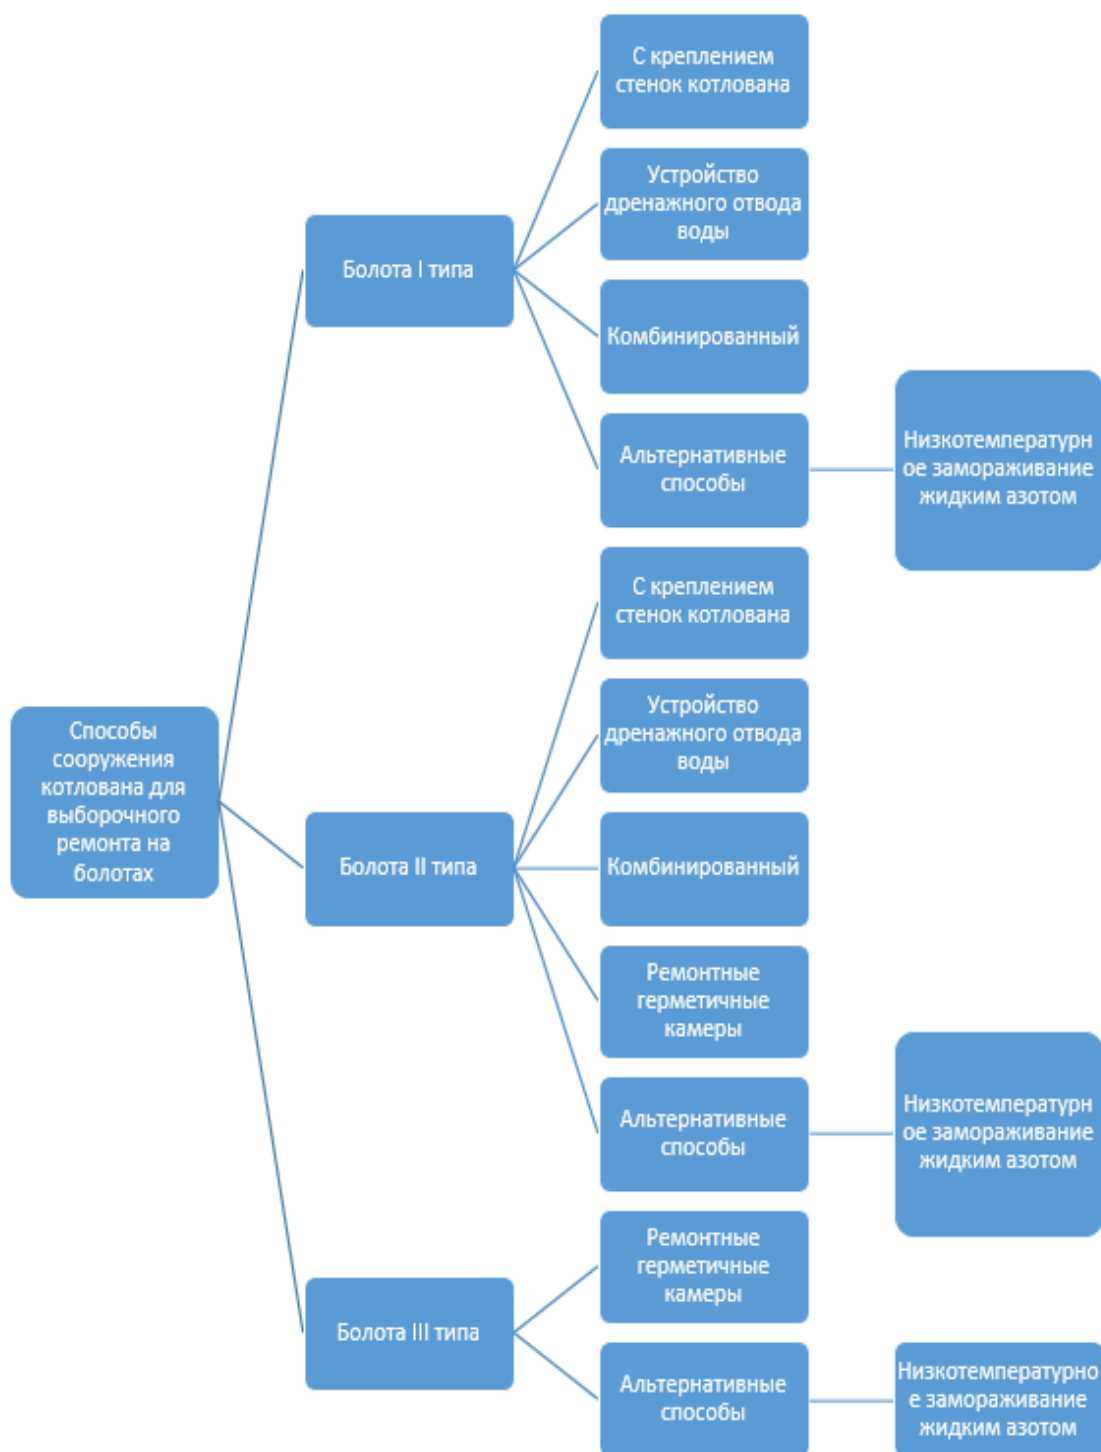 Способы
сооружения
котлована для
выборочного
ремонта на
болотах
Болота I типа
С креплением
стенок котлована
Устройство
дренажного отвода
воды
Комбинированный
Альтернативные
способы
Низкотемпературн
ое замораживание
жидким азотом
Болота II типа
С креплением
стенок котлована
Устройство
дренажного отвода
воды
Комбинированный
Ремонтные
герметичные
камеры
Альтернативные
способы
Низкотемпературн
ое замораживание
жидким азотом
Болота III типа
Ремонтные
герметичные
камеры
Альтернативные
способы
Низкотемпературно
е замораживание
жидким азотом